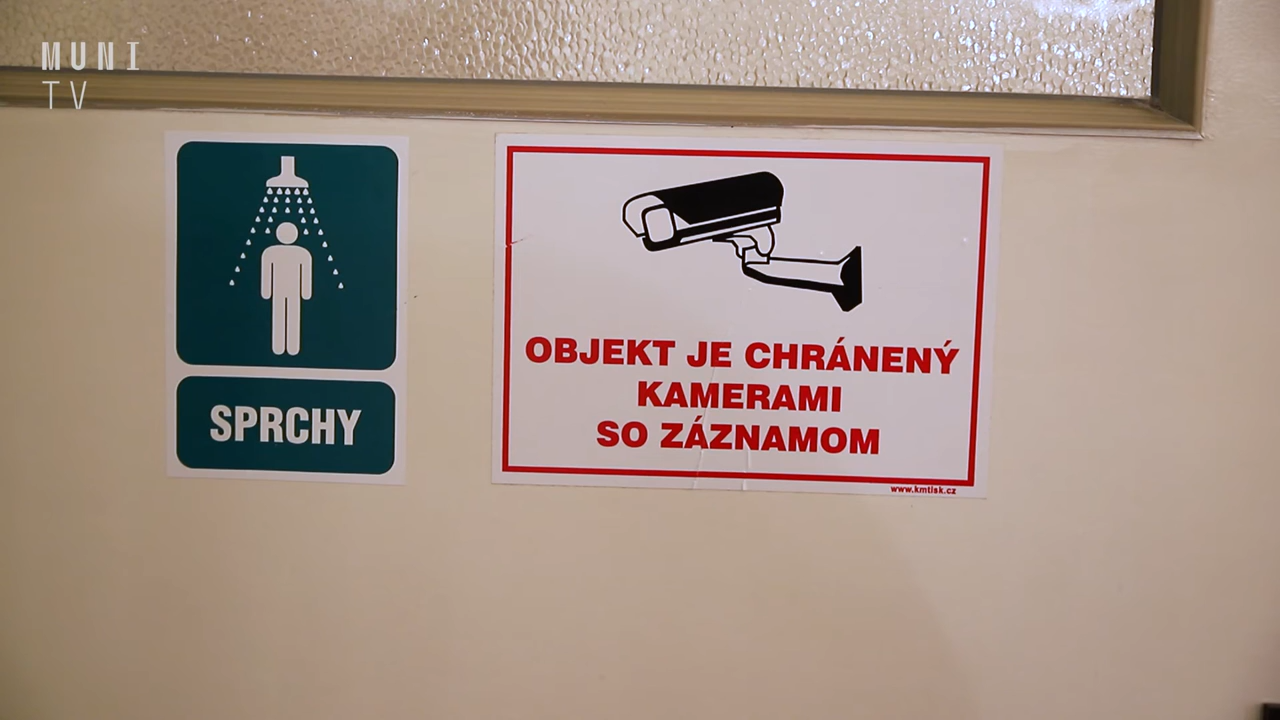 MUNI
TV
SPRCHY
OBJEKT JE CHRÁNENÝ
KAMERAMI
SO ZÁZNAMOM
www.kmtisk.cz